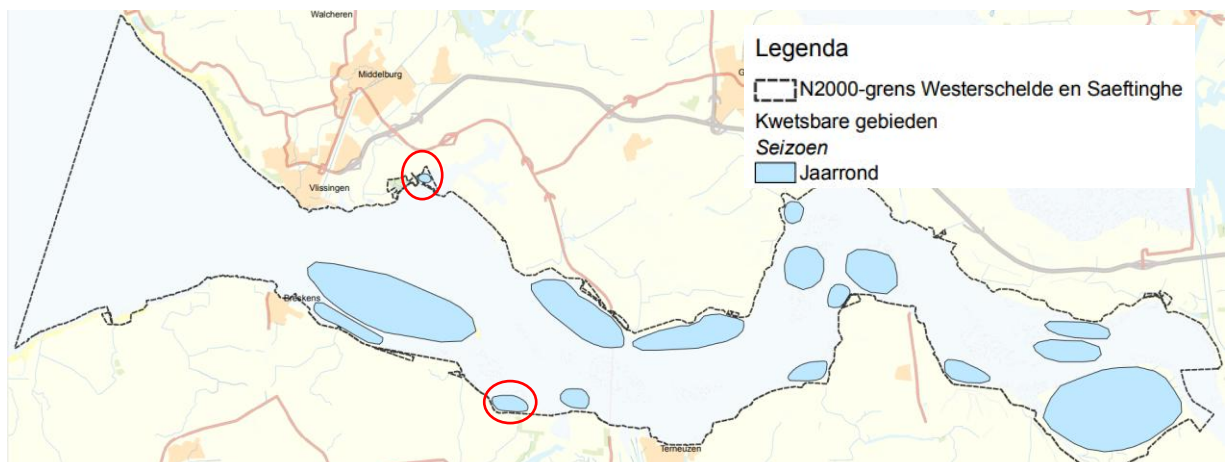 Walcheren
Middelburg
G
Legenda
N2000-grens Westerschelde en Saeftinghe
Kwetsbare gebieden
Seizoen
Jaarrond
Vlissingen
Breskens
Terneuzen